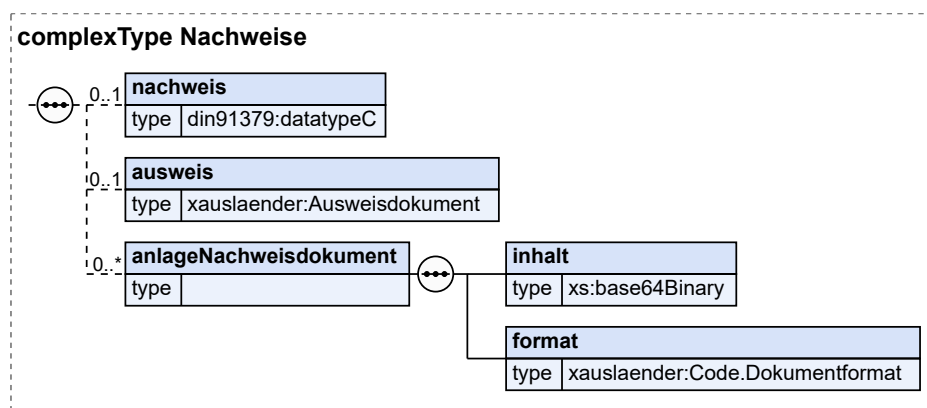 complexType Nachweise
0..1 nachweis
type din91379:datatypeC
0..1 ausweis
type xauslaender:Ausweisdokument
0..* anlageNachweisdokument
type
inhalt
type xs:base64Binary
format
type xauslaender:Code.Dokumentformat